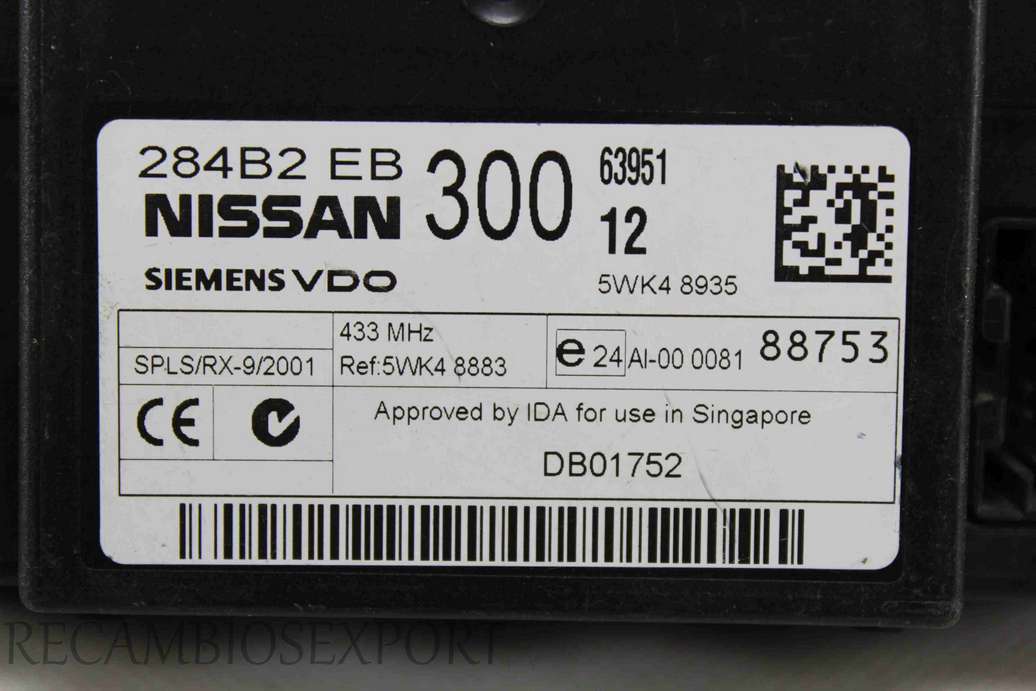 284B2 EB 300 63951
NISSAN 12
SIEMENS VDO 5WK4 8935
433 MHz
SPLS/RX-9/2001 Ref:5WK4 8883 e 24 AI-00 0081 88753
CE Approved by IDA for use in Singapore
DB01752
RECAMBIOSEXPORT